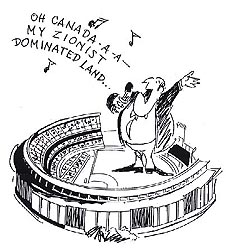 OH CANADA-A-A-
MY ZIONIST
DOMINATED LAND...